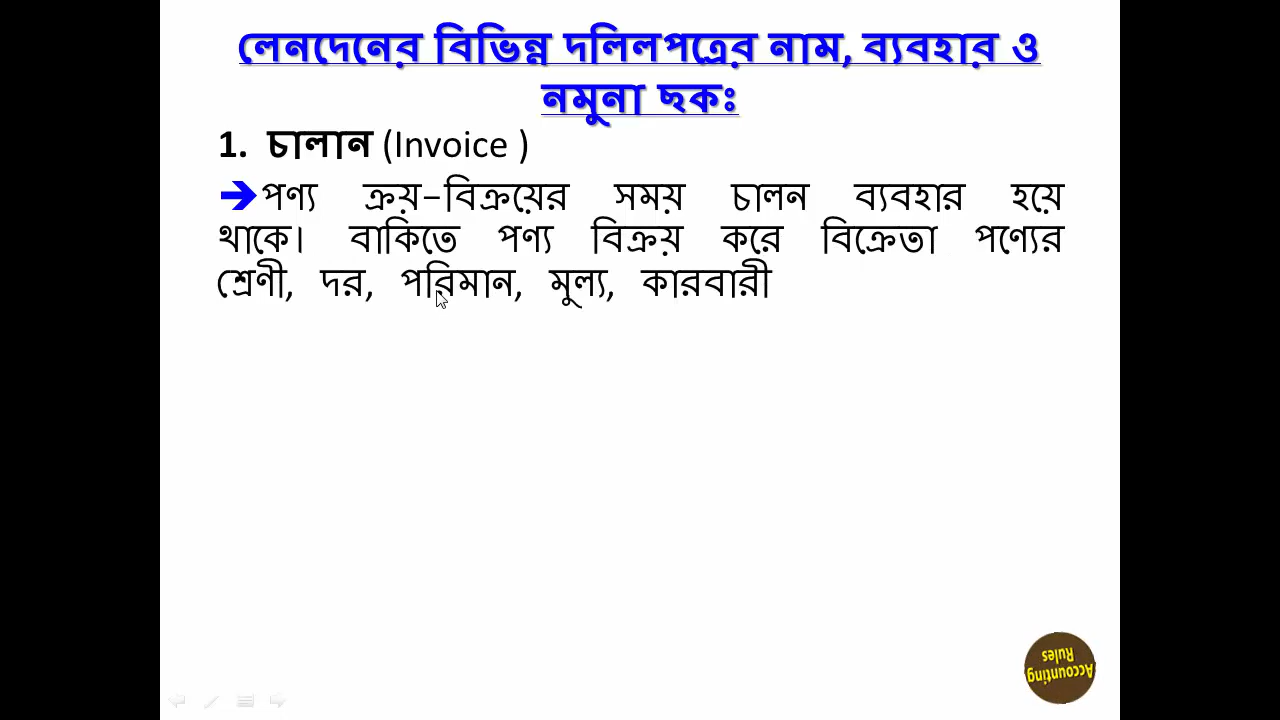 লেনদেনের বিভিন্ন দলিলপত্রের নাম, ব্যবহার ও
নমুনা ছকঃ
1. চালান (Invoice )
➔পণ্য ক্রয়–বিক্রয়ের সময় চালন ব্যবহার হয়ে
থাকে। বাকিতে পণ্য বিক্রয় করে বিক্রেতা পণ্যের
শ্রেণী, দর, পরিমান, মুল্য, কারবারী
Accounting
Rules